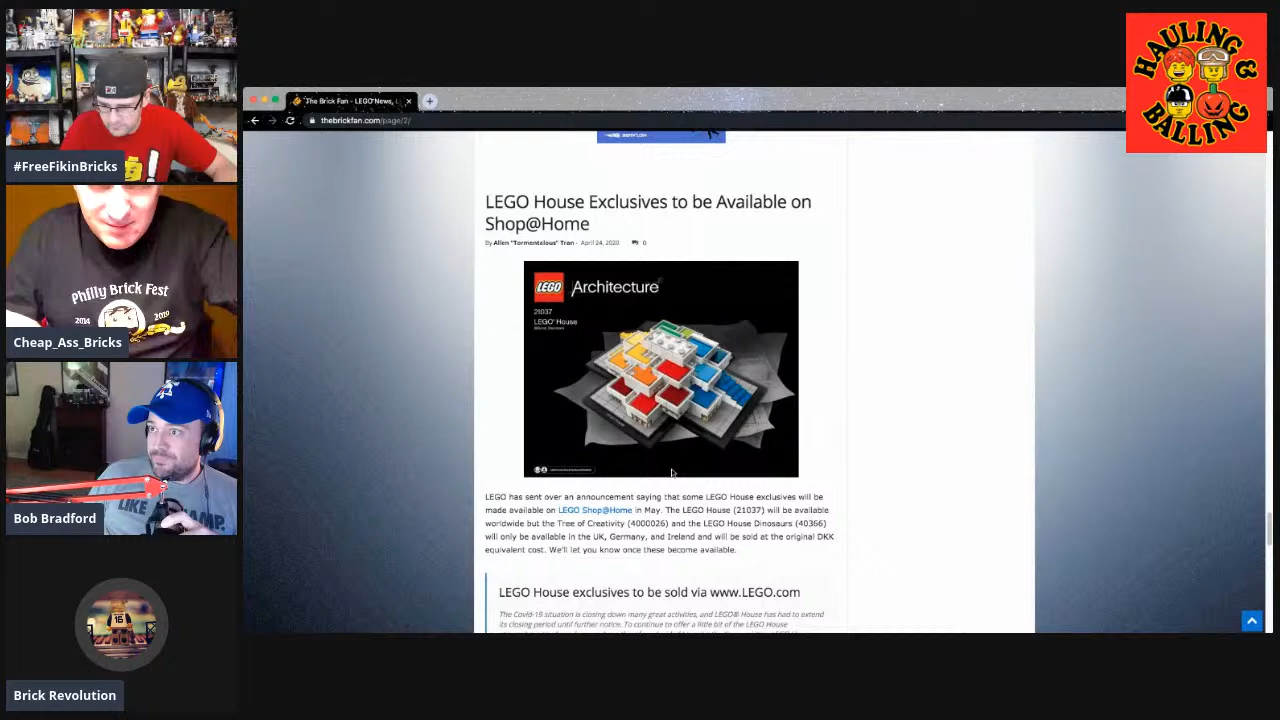 HAULING &
BALLING
The Brick Fan - LEGO News, L
thebrickfan.com/page/2/
#FreeFikinBricks
LEGO House Exclusives to be Available on
Shop@Home
By Allen "Tormentalous" Tran - April 24, 2020 0
LEGO Architecture
21037
LEGO® House
Philly Brick Fest
2014 2019
Cheap_Ass_Bricks
LEGO has sent over an announcement saying that some LEGO House exclusives will be
made available on LEGO Shop@Home in May. The LEGO House (21037) will be available
worldwide but the Tree of Creativity (4000026) and the LEGO House Dinosaurs (40366)
will only be available in the UK, Germany, and Ireland and will be sold at the original DKK
equivalent cost. We'll let you know once these become available.
LIKE A CHAMP.
Bob Bradford
LEGO House exclusives to be sold via www.LEGO.com
The Covid-19 situation is closing down many great activities, and LEGO® House has had to extend
its closing period until further notice. To continue to offer a little bit of the LEGO House
16
Brick Revolution